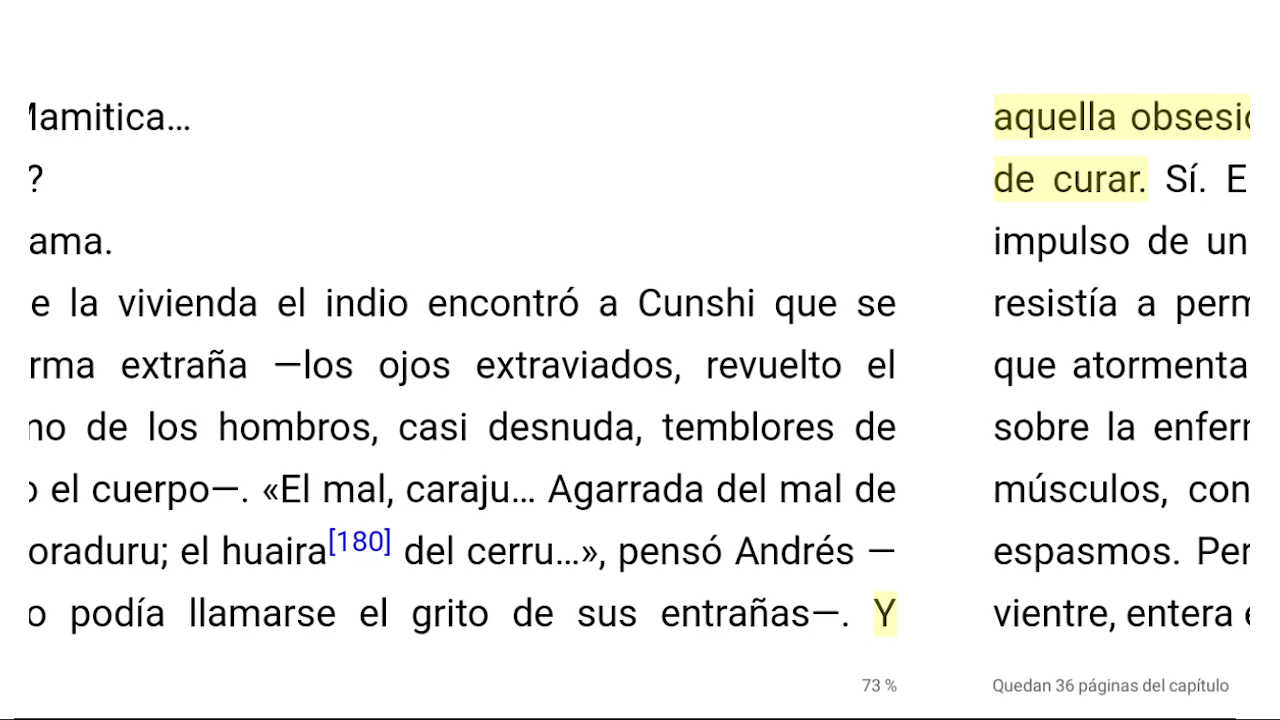 Mamitica...
?
ama.
e la vivienda el indio encontró a Cunshi que se
rma extraña —los ojos extraviados, revuelto el
no de los hombros, casi desnuda, temblores de
o el cuerpo—. «El mal, caraju... Agarrada del mal de
oraduru; el huaira[180] del cerru...», pensó Andrés —
o podía llamarse el grito de sus entrañas—. Y
73 %
aquella obsesi
de curar. Sí. E
impulso de un
resistía a perm
que atormenta
sobre la enfer
músculos, con
espasmos. Per
vientre, entera e
Quedan 36 páginas del capítulo